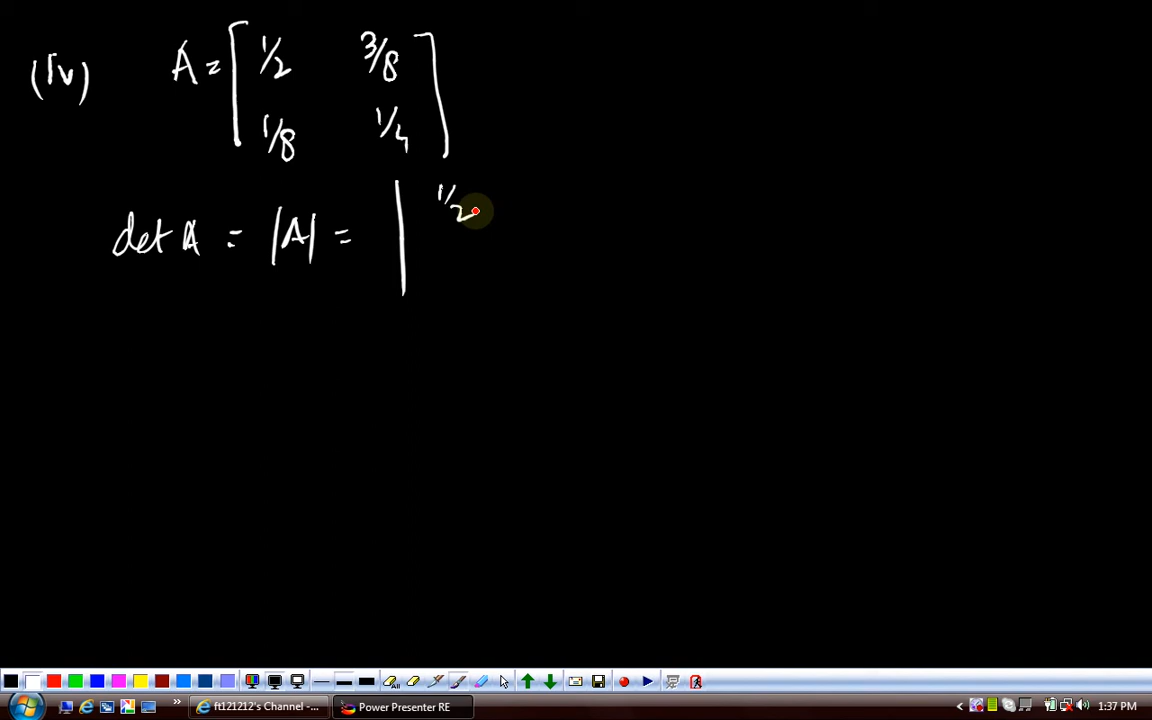 (iv) A = [ 1/2 3/8
1/8 1/4 ]
det A = |A| = | 1/2
ft121212's Channel -... Power Presenter RE 1:37 PM